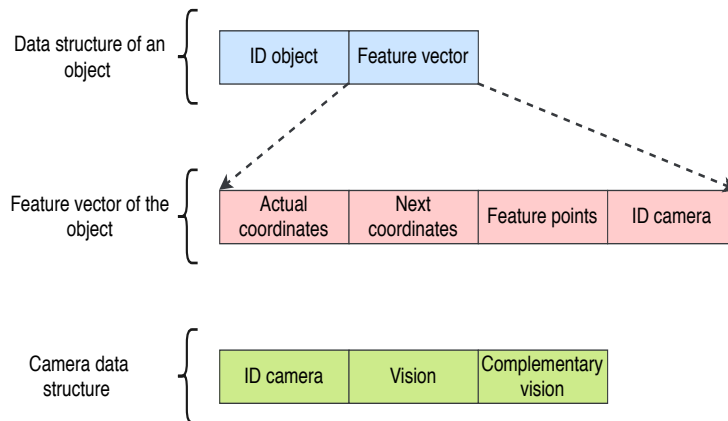 Data structure of an
object
ID object
Feature vector
Feature vector of the
object
Actual
coordinates
Next
coordinates
Feature points
ID camera
Camera data
structure
ID camera
Vision
Complementary
vision